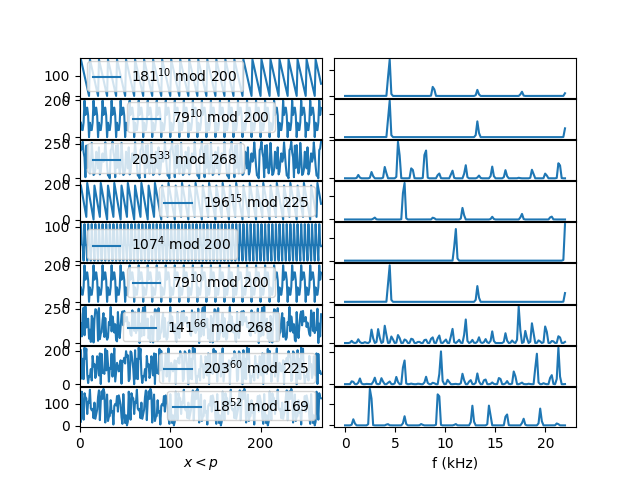 100
0
181^10 mod 200
200
0
79^10 mod 200
250
0
205^33 mod 268
200
0
196^15 mod 225
100
0
107^4 mod 200
200
0
79^10 mod 200
250
0
141^66 mod 268
200
0
203^60 mod 225
100
0
18^52 mod 169
0 100 200
0 5 10 15 20
x < p
f (kHz)